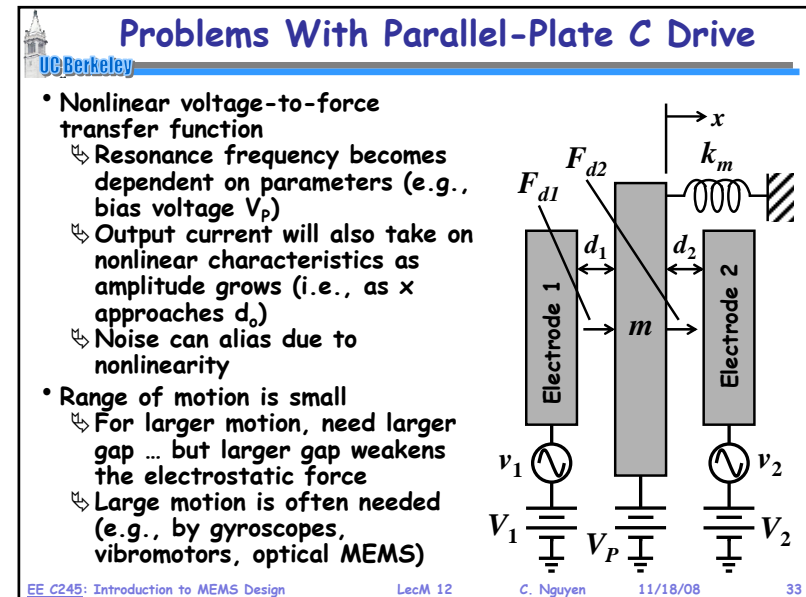 Problems With Parallel-Plate C Drive
UC Berkeley
• Nonlinear voltage-to-force
transfer function
↳ Resonance frequency becomes
dependent on parameters (e.g.,
bias voltage VP)
↳ Output current will also take on
nonlinear characteristics as
amplitude grows (i.e., as x
approaches do)
↳ Noise can alias due to
nonlinearity
• Range of motion is small
↳ For larger motion, need larger
gap … but larger gap weakens
the electrostatic force
↳ Large motion is often needed
(e.g., by gyroscopes,
vibromotors, optical MEMS)
x
km
Fd2
Fd1
d1
d2
Electrode 1
m
Electrode 2
v1
v2
V1
VP
V2
EE C245: Introduction to MEMS Design LecM 12 C. Nguyen 11/18/08 33